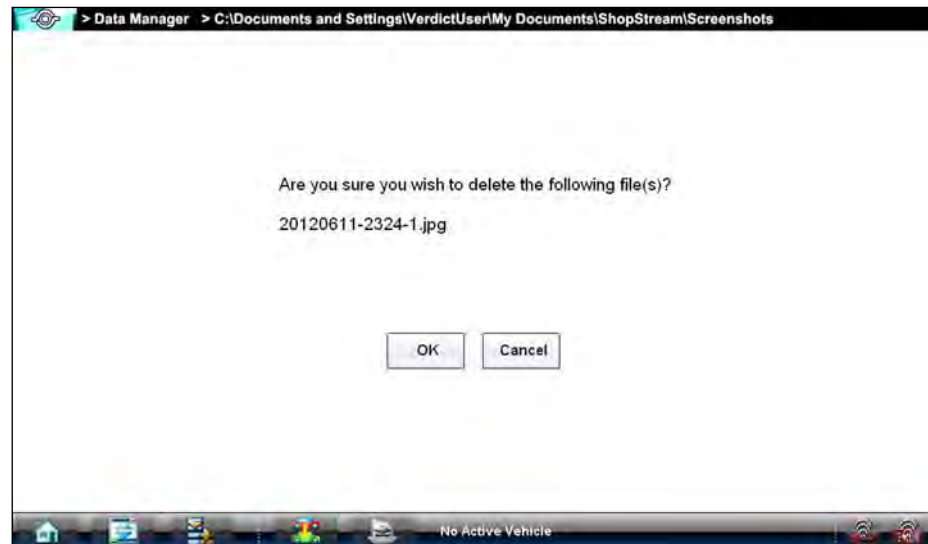 > Data Manager > C:\Documents and Settings\VerdictUser\My Documents\ShopStream\Screenshots
Are you sure you wish to delete the following file(s)?
20120611-2324-1.jpg
OK Cancel
No Active Vehicle